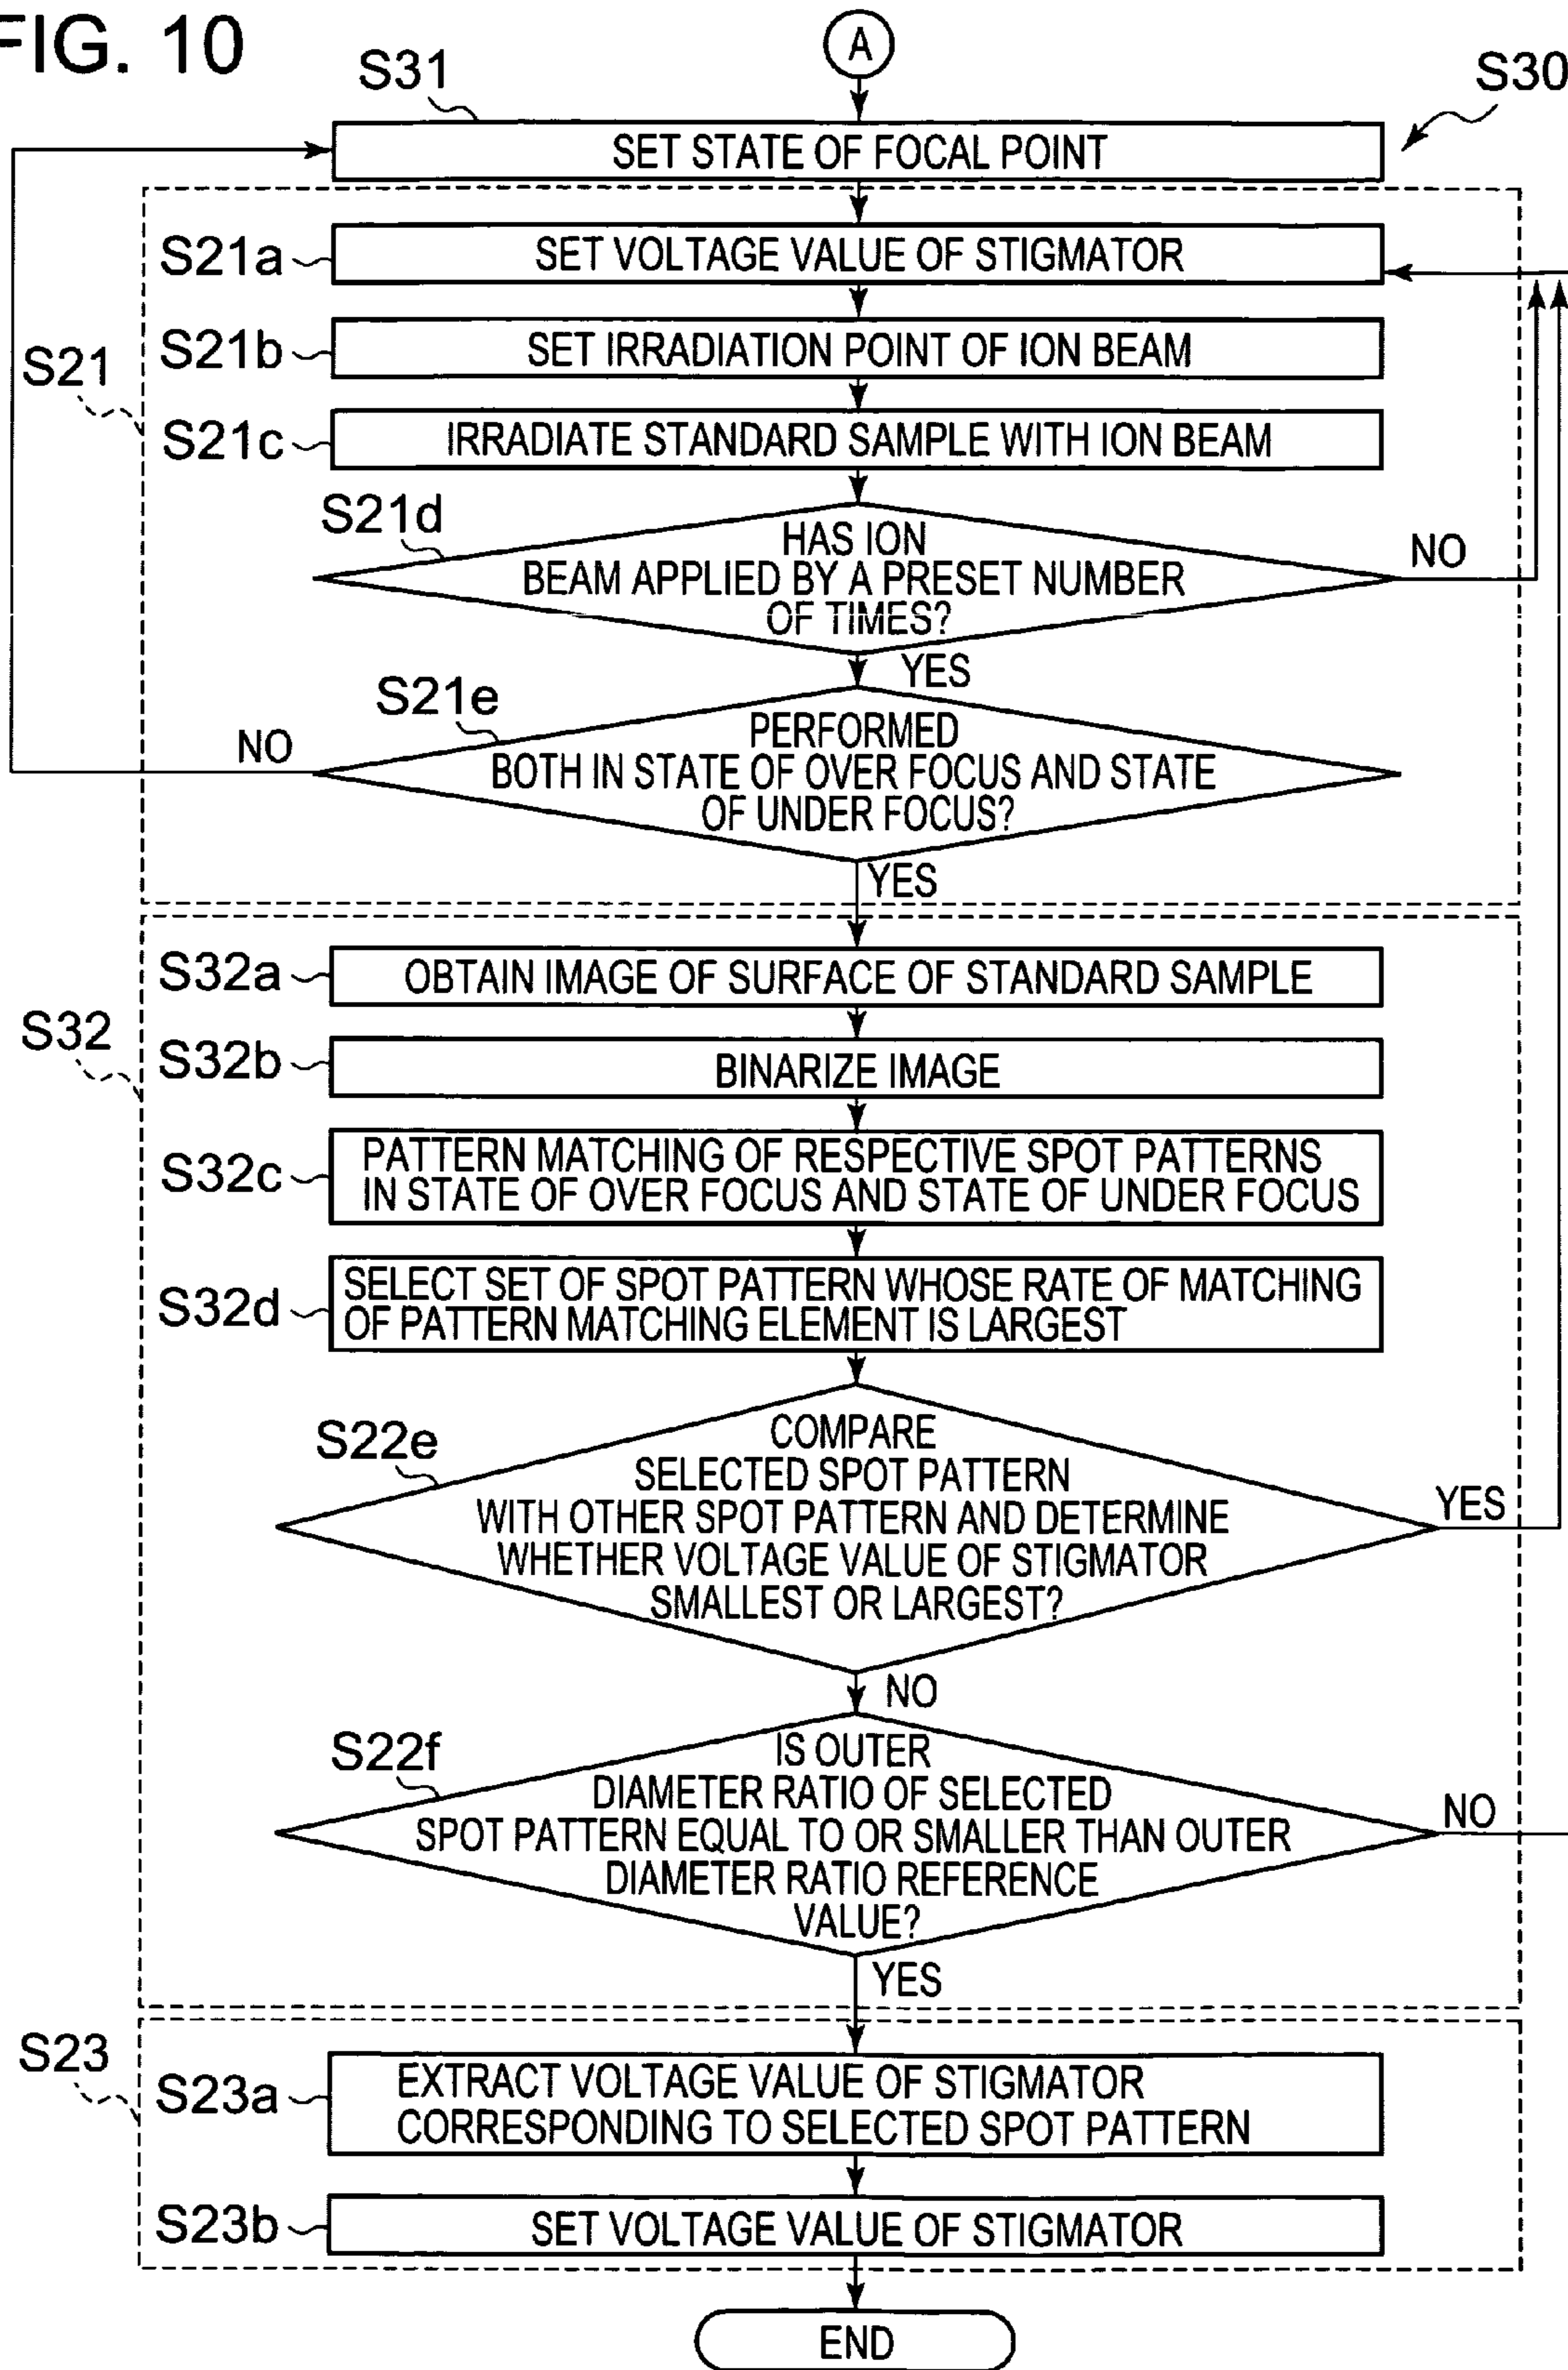 FIG. 10
A
S31
S30
SET STATE OF FOCAL POINT
S21
S21a
SET VOLTAGE VALUE OF STIGMATOR
S21b
SET IRRADIATION POINT OF ION BEAM
S21c
IRRADIATE STANDARD SAMPLE WITH ION BEAM
S21d
HAS ION
BEAM APPLIED BY A PRESET NUMBER
OF TIMES?
NO
YES
S21e
PERFORMED
BOTH IN STATE OF OVER FOCUS AND STATE
OF UNDER FOCUS?
NO
YES
S32
S32a
OBTAIN IMAGE OF SURFACE OF STANDARD SAMPLE
S32b
BINARIZE IMAGE
S32c
PATTERN MATCHING OF RESPECTIVE SPOT PATTERNS
IN STATE OF OVER FOCUS AND STATE OF UNDER FOCUS
S32d
SELECT SET OF SPOT PATTERN WHOSE RATE OF MATCHING
OF PATTERN MATCHING ELEMENT IS LARGEST
S22e
COMPARE
SELECTED SPOT PATTERN
WITH OTHER SPOT PATTERN AND DETERMINE
WHETHER VOLTAGE VALUE OF STIGMATOR
SMALLEST OR LARGEST?
YES
NO
S22f
IS OUTER
DIAMETER RATIO OF SELECTED
SPOT PATTERN EQUAL TO OR SMALLER THAN OUTER
DIAMETER RATIO REFERENCE
VALUE?
NO
YES
S23
S23a
EXTRACT VOLTAGE VALUE OF STIGMATOR
CORRESPONDING TO SELECTED SPOT PATTERN
S23b
SET VOLTAGE VALUE OF STIGMATOR
END